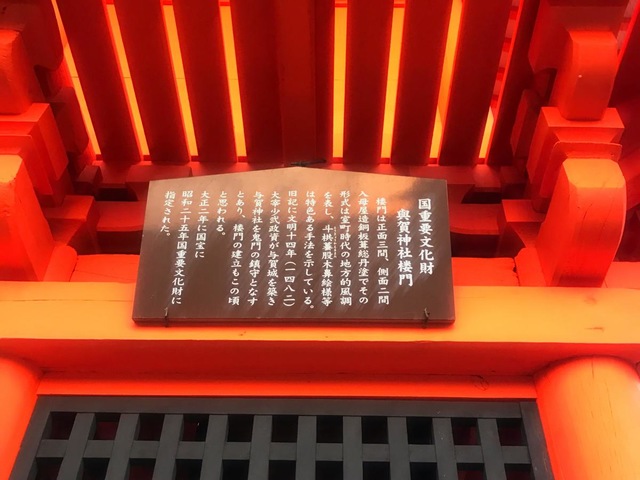 国重要文化財
與賀神社楼門
楼門は正面三間、側面二間
入母屋造銅板葺総丹塗でその
形式は室町時代の地方的風調
を表し、斗栱蟇股木鼻絵様等
は特色ある手法を示している。
旧記に文明十四年(一四八二)
太宰少弐政資が与賀城を築き
与賀神社を鬼門の鎮守となす
とあり、楼門の建立もこの頃
と思われる。
大正二年に国宝に
昭和二十五年国重要文化財に
指定された。